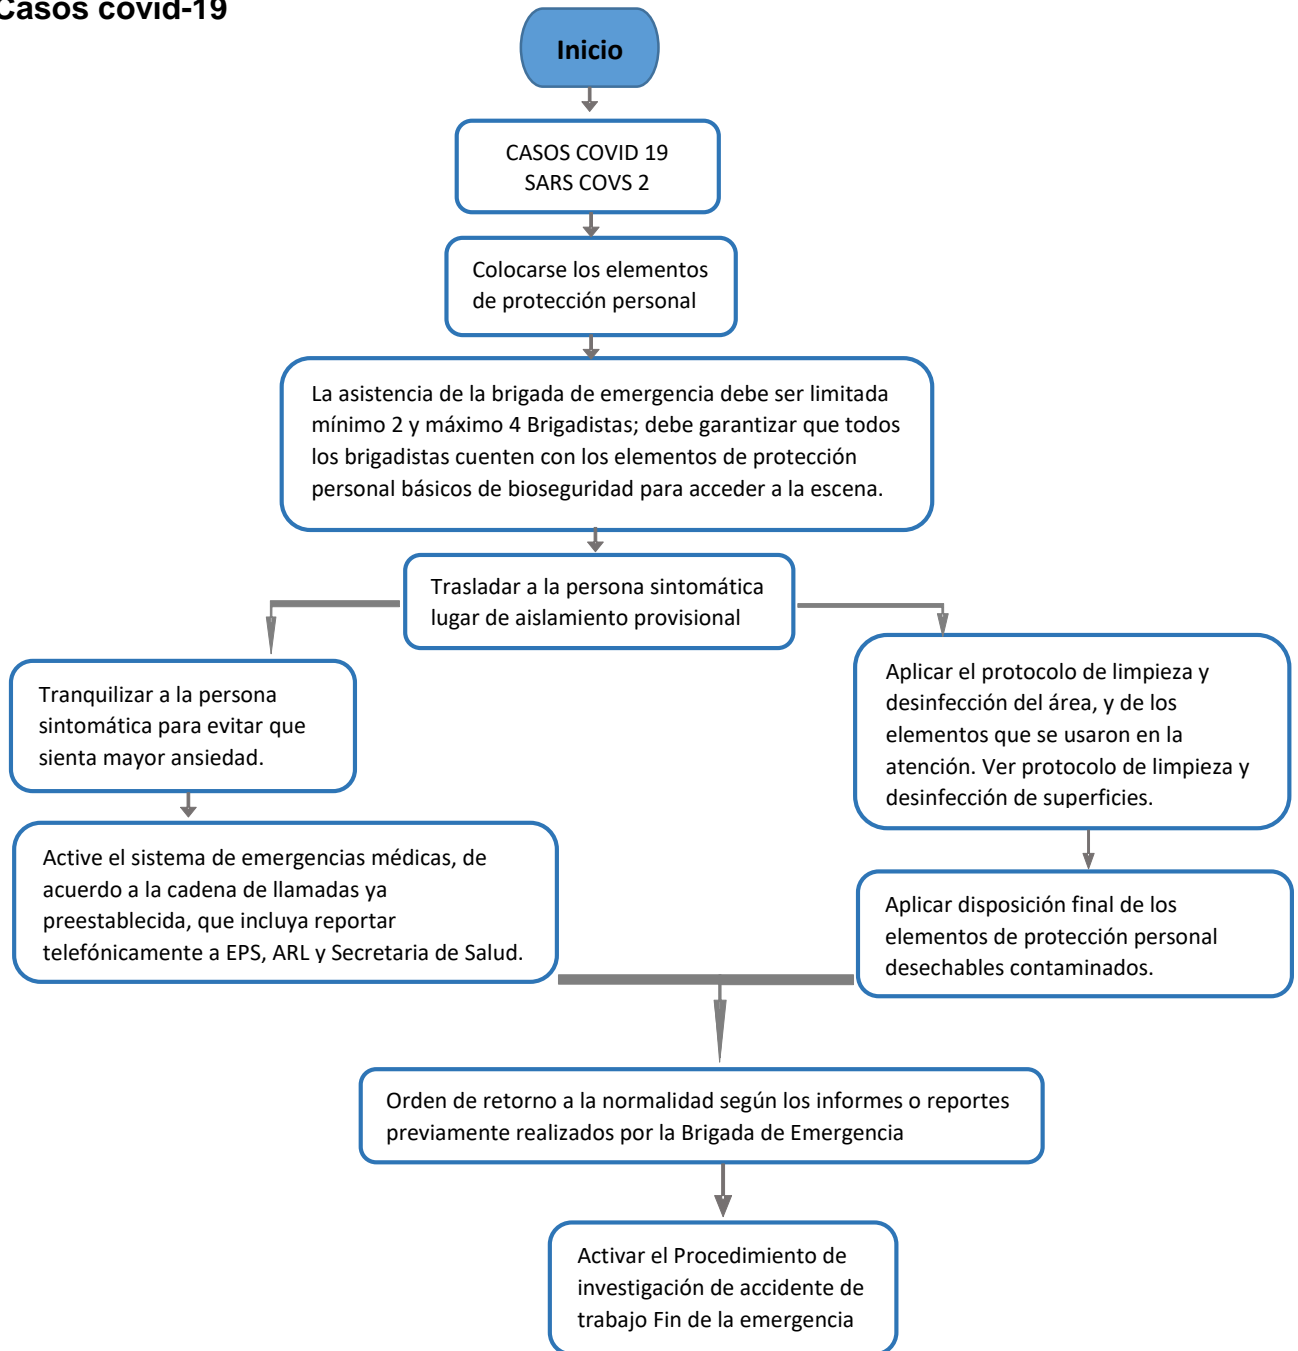 Casos covid-19
Inicio
CASOS COVID 19
SARS COVS 2
Colocarse los elementos
de protección personal
La asistencia de la brigada de emergencia debe ser limitada
mínimo 2 y máximo 4 Brigadistas; debe garantizar que todos
los brigadistas cuenten con los elementos de protección
personal básicos de bioseguridad para acceder a la escena.
Trasladar a la persona sintomática
lugar de aislamiento provisional
Tranquilizar a la persona
sintomática para evitar que
sienta mayor ansiedad.
Active el sistema de emergencias médicas, de
acuerdo a la cadena de llamadas ya
preestablecida, que incluya reportar
telefónicamente a EPS, ARL y Secretaria de Salud.
Aplicar el protocolo de limpieza y
desinfección del área, y de los
elementos que se usaron en la
atención. Ver protocolo de limpieza y
desinfección de superficies.
Aplicar disposición final de los
elementos de protección personal
desechables contaminados.
Orden de retorno a la normalidad según los informes o reportes
previamente realizados por la Brigada de Emergencia
Activar el Procedimiento de
investigación de accidente de
trabajo Fin de la emergencia